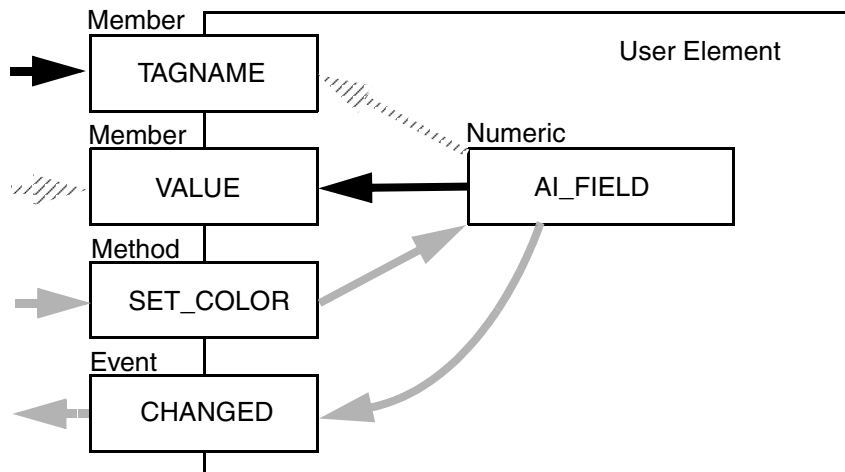 Member
User Element
TAGNAME
Member
Numeric
VALUE
AI_FIELD
Method
SET_COLOR
Event
CHANGED